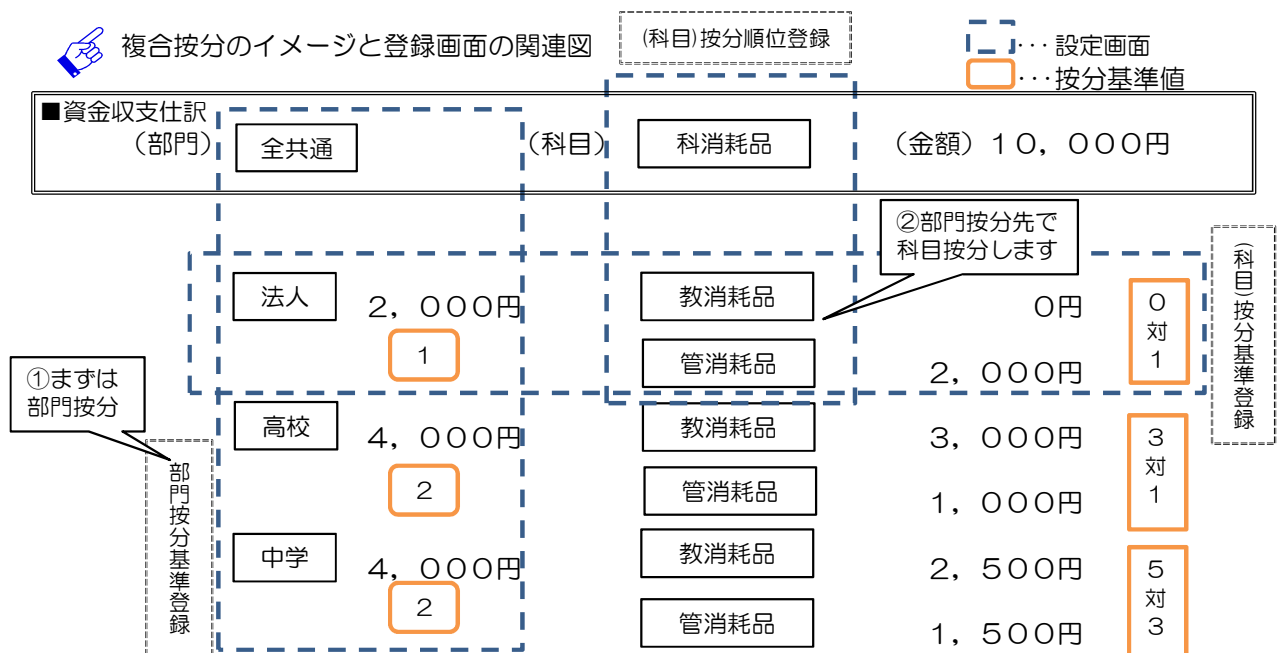 複合按分のイメージと登録画面の関連図
(科目)按分順位登録
･･･設定画面
･･･按分基準値
■資金収支仕訳
（部門）
全共通
（科目）
科消耗品
（金額）１０，０００円
②部門按分先で
科目按分します
(科目)按分基準登録
法人
２，０００円
1
教消耗品
０円
管消耗品
２，０００円
０
対
１
①まずは
部門按分
部門按分基準登録
高校
４，０００円
2
教消耗品
３，０００円
管消耗品
１，０００円
３
対
１
中学
４，０００円
2
教消耗品
２，５００円
管消耗品
１，５００円
５
対
３